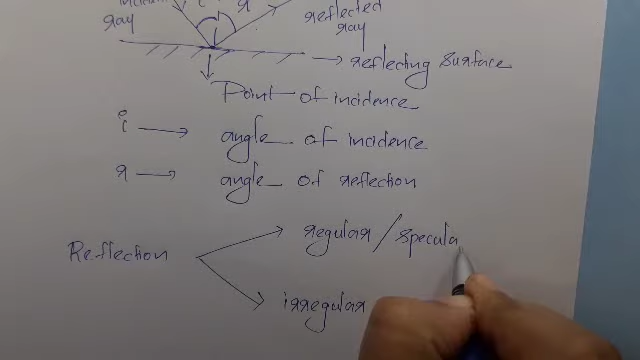 i r reflected
ray ray
→ reflecting surface
Point of incidence
i → angle of incidence
r → angle of reflection
regular / specula
Reflection
irregular